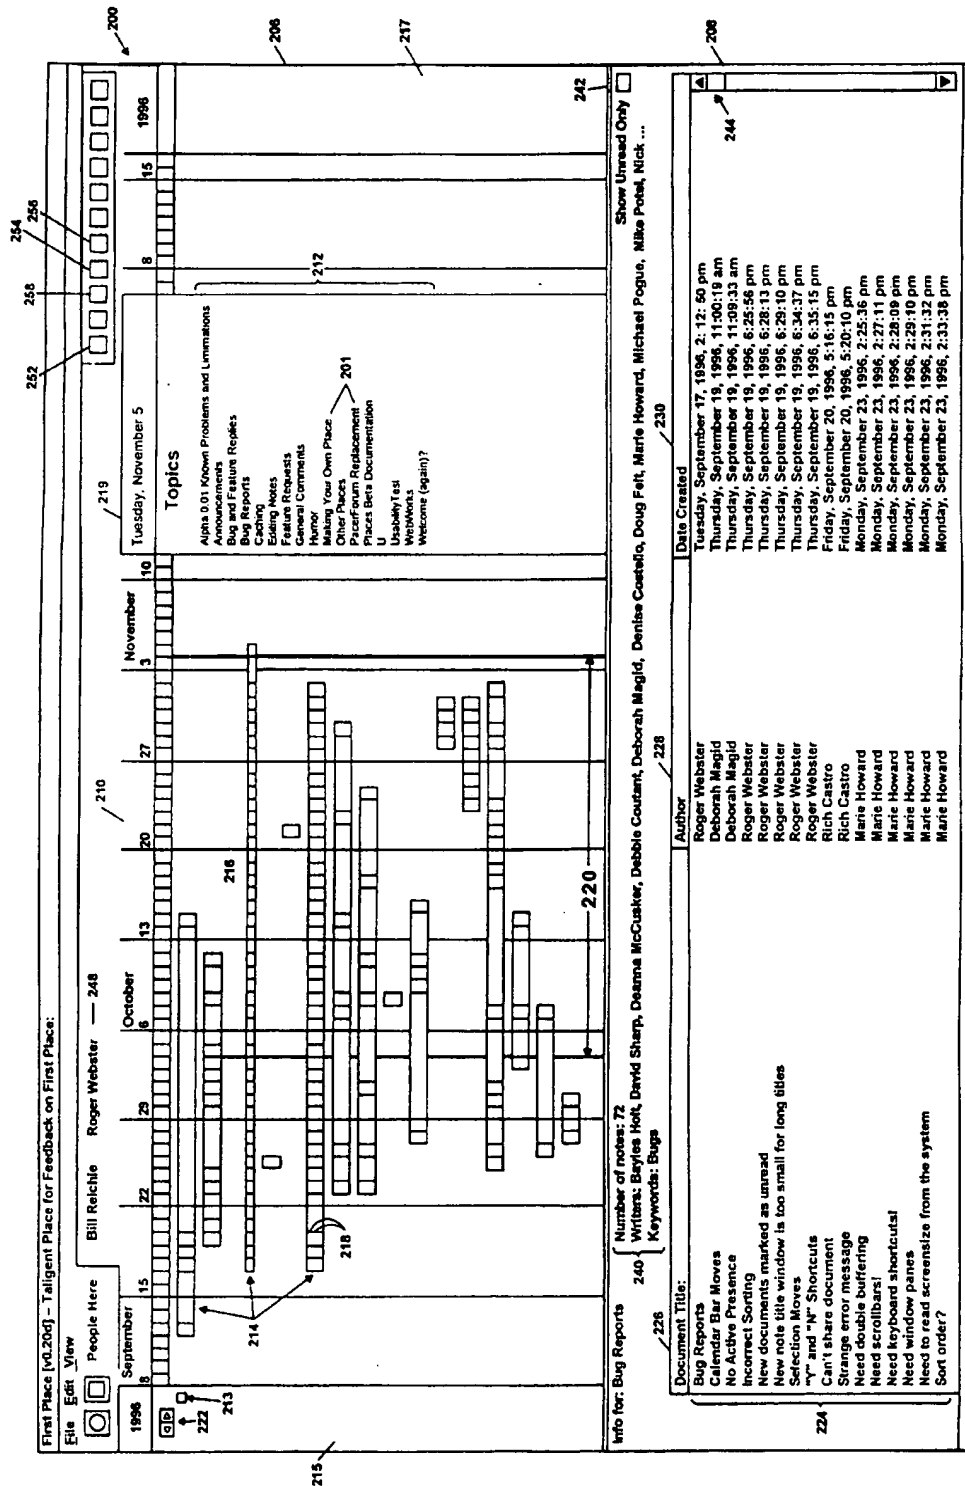 200
206
217
208
First Place [v0.20d] – Taligent Place for Feedback on First Place:
File Edit View
People Here Bill Reichie Roger Webster 248
252 258 254 256
1996 September October November 1996
8 15 22 29 6 13 20 27 3 10 8 15
210
219
Tuesday, November 5
Topics
Alpha 0.01 Known Problems and Limmations
Announcements
Bug and Feature Replies
Bug Reports
Caching
Editing Notes
Feature Requests
General Comments
Humor
Making Your Own Place
Other Places
PacerForum Replacement
Places Beta Documentation
U
UsabilityTest
WebWorks
Welcome (again)?
201
212
222
213
214
215
216
218
220
Info for: Bug Reports
240
Number of notes: 72
Writers: Bayles Holt, David Sharp, Deanna McCusker, Debbie Coutant, Deborah Magid, Denise Costello, Doug Felt, Marie Howard, Michael Pogue, Mike Potel, Nick ...
Keywords: Bugs
Show Unread Only
242
226
228
230
244
224
Document Title: Author Date Created
Bug Reports Roger Webster Tuesday, September 17, 1996, 2:12:50 pm
Calendar Bar Moves Deborah Magid Thursday, September 19, 1996, 11:00:19 am
No Active Presence Deborah Magid Thursday, September 19, 1996, 11:09:33 am
Incorrect Sorting Roger Webster Thursday, September 19, 1996, 6:25:56 pm
New documents marked as unread Roger Webster Thursday, September 19, 1996, 6:28:13 pm
New note title window is too small for long titles Roger Webster Thursday, September 19, 1996, 6:29:10 pm
Selection Moves Roger Webster Thursday, September 19, 1996, 6:34:37 pm
"Y" and "N" Shortcuts Roger Webster Thursday, September 19, 1996, 6:35:15 pm
Can't share document Rich Castro Friday, September 20, 1996, 5:16:15 pm
Strange error message Rich Castro Friday, September 20, 1996, 5:20:10 pm
Need double buffering Marie Howard Monday, September 23, 1996, 2:25:36 pm
Need scrollbars! Marie Howard Monday, September 23, 1996, 2:27:11 pm
Need keyboard shortcuts! Marie Howard Monday, September 23, 1996, 2:28:09 pm
Need window panes Marie Howard Monday, September 23, 1996, 2:29:10 pm
Need to read screensize from the system Marie Howard Monday, September 23, 1996, 2:31:32 pm
Sort order? Marie Howard Monday, September 23, 1996, 2:33:38 pm